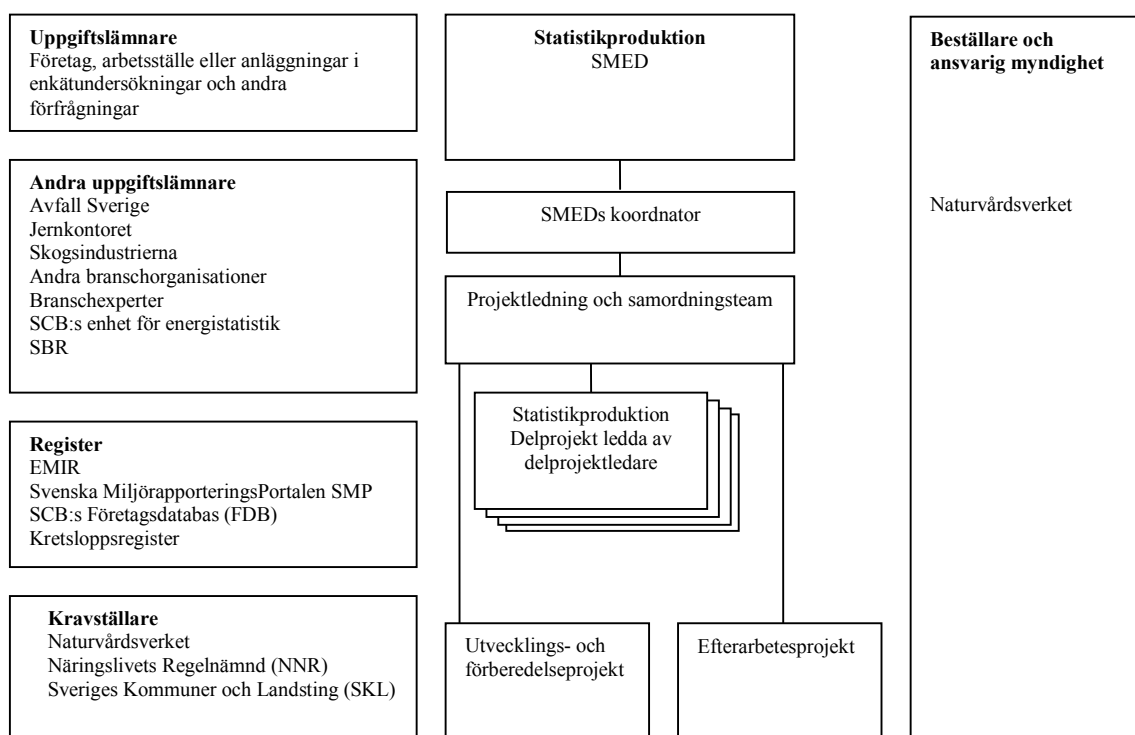 Uppgiftslämnare
Företag, arbetsställe eller anläggningar i
enkätundersökningar och andra
förfrågningar
Andra uppgiftslämnare
Avfall Sverige
Jernkontoret
Skogsindustrierna
Andra branschorganisationer
Branschexperter
SCB:s enhet för energistatistik
SBR
Register
EMIR
Svenska MiljörapporteringsPortalen SMP
SCB:s Företagsdatabas (FDB)
Kretsloppsregister
Kravställare
Naturvårdsverket
Näringslivets Regelnämnd (NNR)
Sveriges Kommuner och Landsting (SKL)
Statistikproduktion
SMED
SMEDs koordnator
Projektledning och samordningsteam
Statistikproduktion
Delprojekt ledda av
delprojektledare
Utvecklings- och
förberedelseprojekt
Efterarbetesprojekt
Beställare och
ansvarig myndighet
Naturvårdsverket